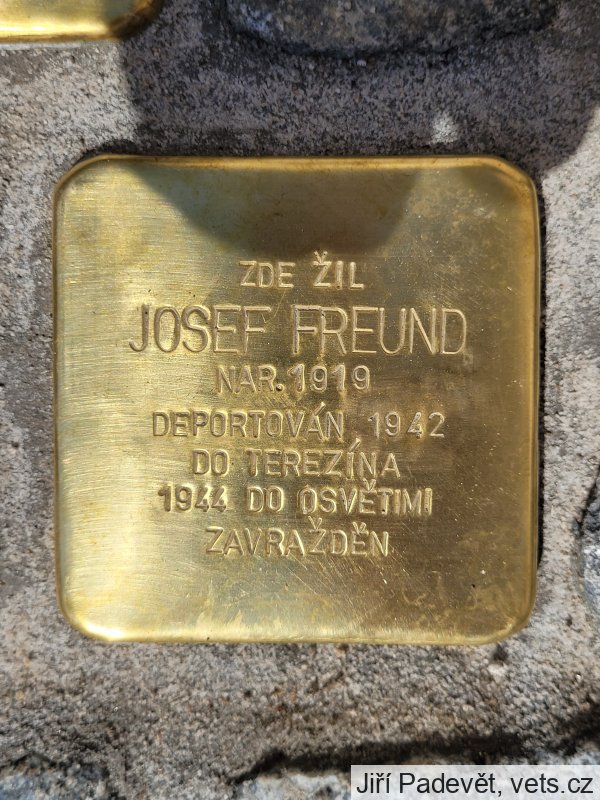 ZDE ŽIL
JOSEF FREUND
NAR. 1919
DEPORTOVÁN 1942
DO TEREZÍNA
1944 DO OSVĚTIMI
ZAVRAŽDĚN
Jiří Padevět, vets.cz